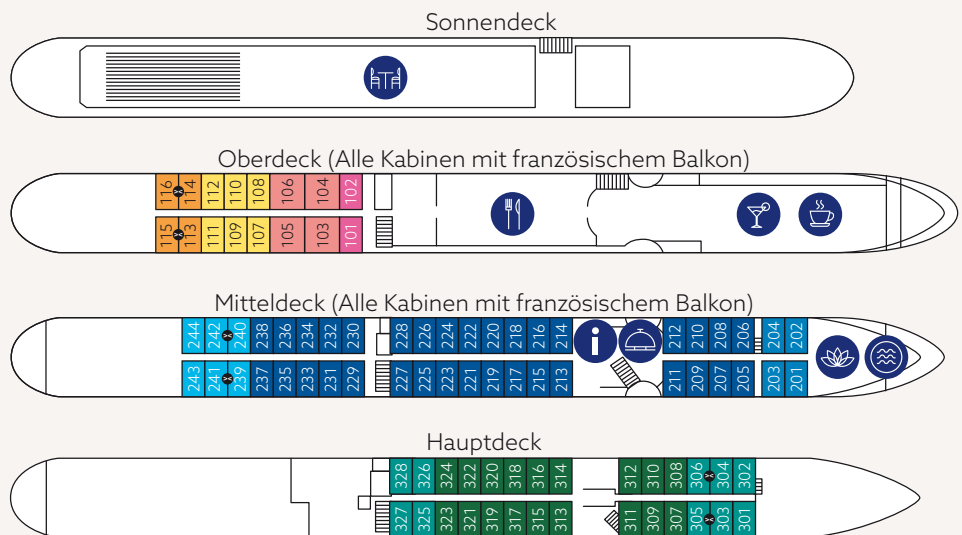 Sonnendeck
Oberdeck (Alle Kabinen mit französischem Balkon)
116 114 112 110 108 106 104 102
115 113 111 109 107 105 103 101
Mitteldeck (Alle Kabinen mit französischem Balkon)
244 242 240 238 236 234 232 230 228 226 224 222 220 218 216 214 i 212 210 208 206 204 202
243 241 239 237 235 233 231 229 227 225 223 221 219 217 215 213 211 209 207 205 203 201
Hauptdeck
328 326 324 322 320 318 316 314 312 310 308 306 304 302
327 325 323 321 319 317 315 313 311 309 307 305 303 301